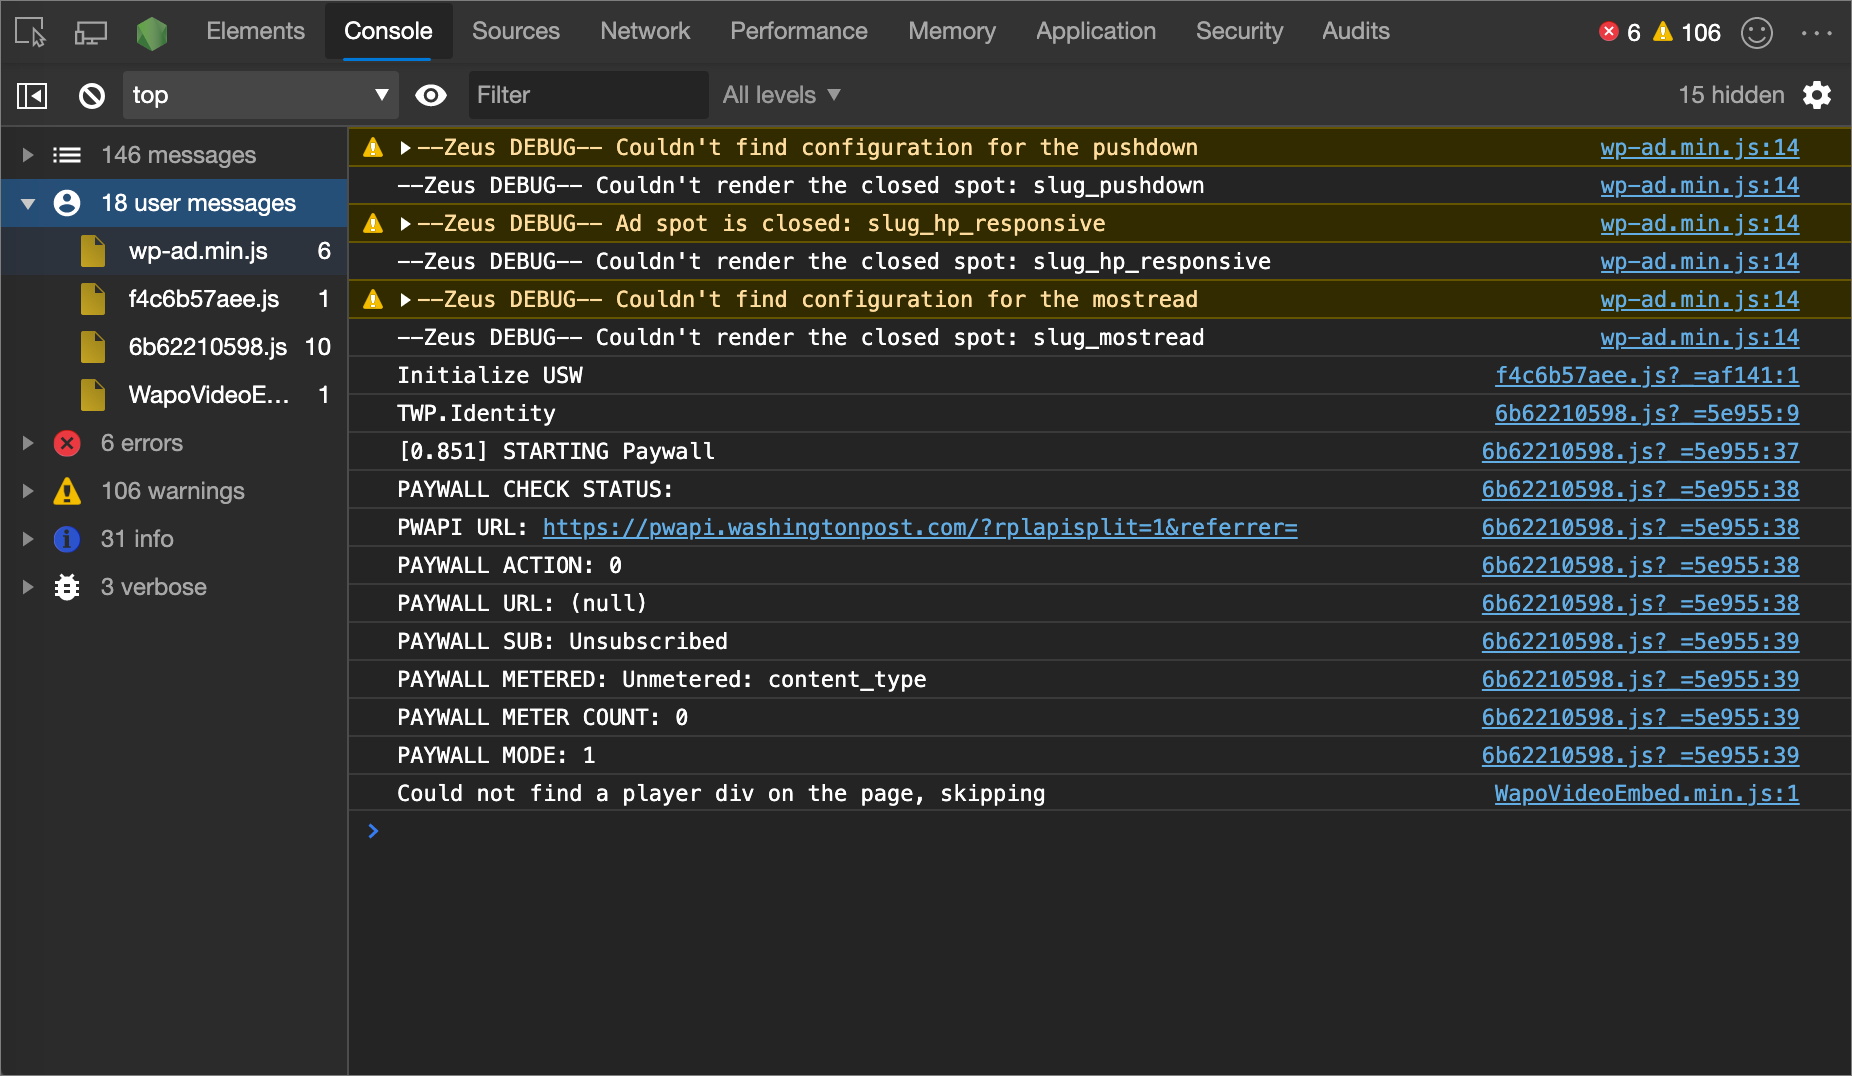 Elements Console Sources Network Performance Memory Application Security Audits 6 106
top Filter All levels 15 hidden
146 messages
18 user messages
wp-ad.min.js 6
f4c6b57aee.js 1
6b62210598.js 10
WapoVideoE... 1
6 errors
106 warnings
31 info
3 verbose
--Zeus DEBUG-- Couldn't find configuration for the pushdown wp-ad.min.js:14
--Zeus DEBUG-- Couldn't render the closed spot: slug_pushdown wp-ad.min.js:14
--Zeus DEBUG-- Ad spot is closed: slug_hp_responsive wp-ad.min.js:14
--Zeus DEBUG-- Couldn't render the closed spot: slug_hp_responsive wp-ad.min.js:14
--Zeus DEBUG-- Couldn't find configuration for the mostread wp-ad.min.js:14
--Zeus DEBUG-- Couldn't render the closed spot: slug_mostread wp-ad.min.js:14
Initialize USW f4c6b57aee.js?_=af141:1
TWP.Identity 6b62210598.js?_=5e955:9
[0.851] STARTING Paywall 6b62210598.js?_=5e955:37
PAYWALL CHECK STATUS: 6b62210598.js?_=5e955:38
PWAPI URL: https://pwapi.washingtonpost.com/?rplapisplit=1&referrer= 6b62210598.js?_=5e955:38
PAYWALL ACTION: 0 6b62210598.js?_=5e955:38
PAYWALL URL: (null) 6b62210598.js?_=5e955:38
PAYWALL SUB: Unsubscribed 6b62210598.js?_=5e955:39
PAYWALL METERED: Unmetered: content_type 6b62210598.js?_=5e955:39
PAYWALL METER COUNT: 0 6b62210598.js?_=5e955:39
PAYWALL MODE: 1 6b62210598.js?_=5e955:39
Could not find a player div on the page, skipping WapoVideoEmbed.min.js:1